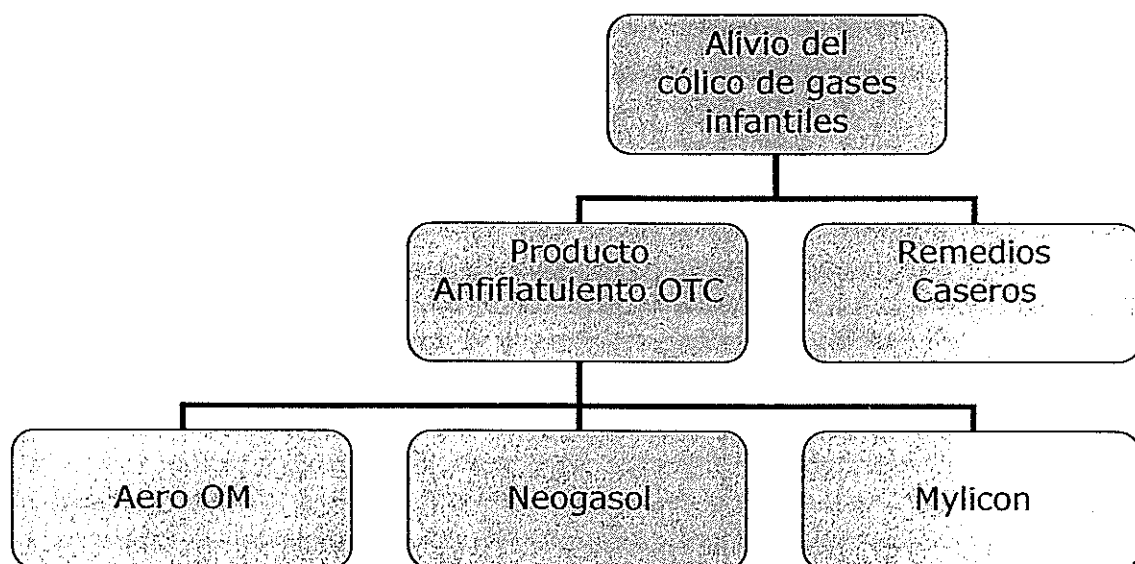 Alivio del
cólico de gases
infantiles
Producto
Anfiflatulento OTC
Remedios
Caseros
Aero OM
Neogasol
Mylicon